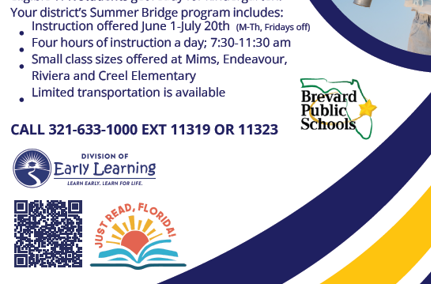 Your district's Summer Bridge program includes:
• Instruction offered June 1-July 20th (M-Th, Fridays off)
• Four hours of instruction a day; 7:30-11:30 am
• Small class sizes offered at Mims, Endeavour,
Riviera and Creel Elementary
• Limited transportation is available
Brevard
Public
Schools
CALL 321-633-1000 EXT 11319 OR 11323
DIVISION OF
Early Learning
LEARN EARLY. LEARN FOR LIFE.
JUST READ, FLORIDA!